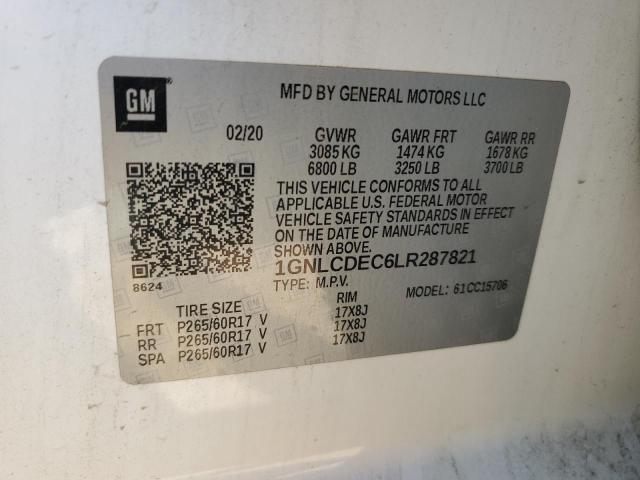 GM
MFD BY GENERAL MOTORS LLC
02/20 GVWR GAWR FRT GAWR RR
3085 KG 1474 KG 1678 KG
6800 LB 3250 LB 3700 LB
THIS VEHICLE CONFORMS TO ALL
APPLICABLE U.S. FEDERAL MOTOR
VEHICLE SAFETY STANDARDS IN EFFECT
ON THE DATE OF MANUFACTURE
SHOWN ABOVE.
1GNLCDEC6LR287821
8624 TYPE: M.P.V. MODEL: 61CC15706
TIRE SIZE RIM
FRT P265/60R17 V 17X8J
RR P265/60R17 V 17X8J
SPA P265/60R17 V 17X8J